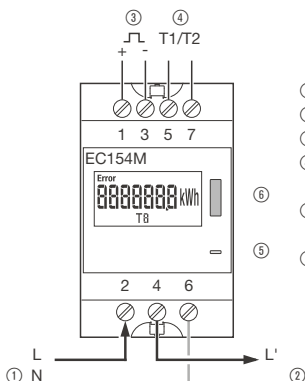 ③ ④
+ - T1/T2
1 3 5 7
EC154M
Error
8888888 kWh
T8
⑥
⑤
2 4 6
L L'
① N ②